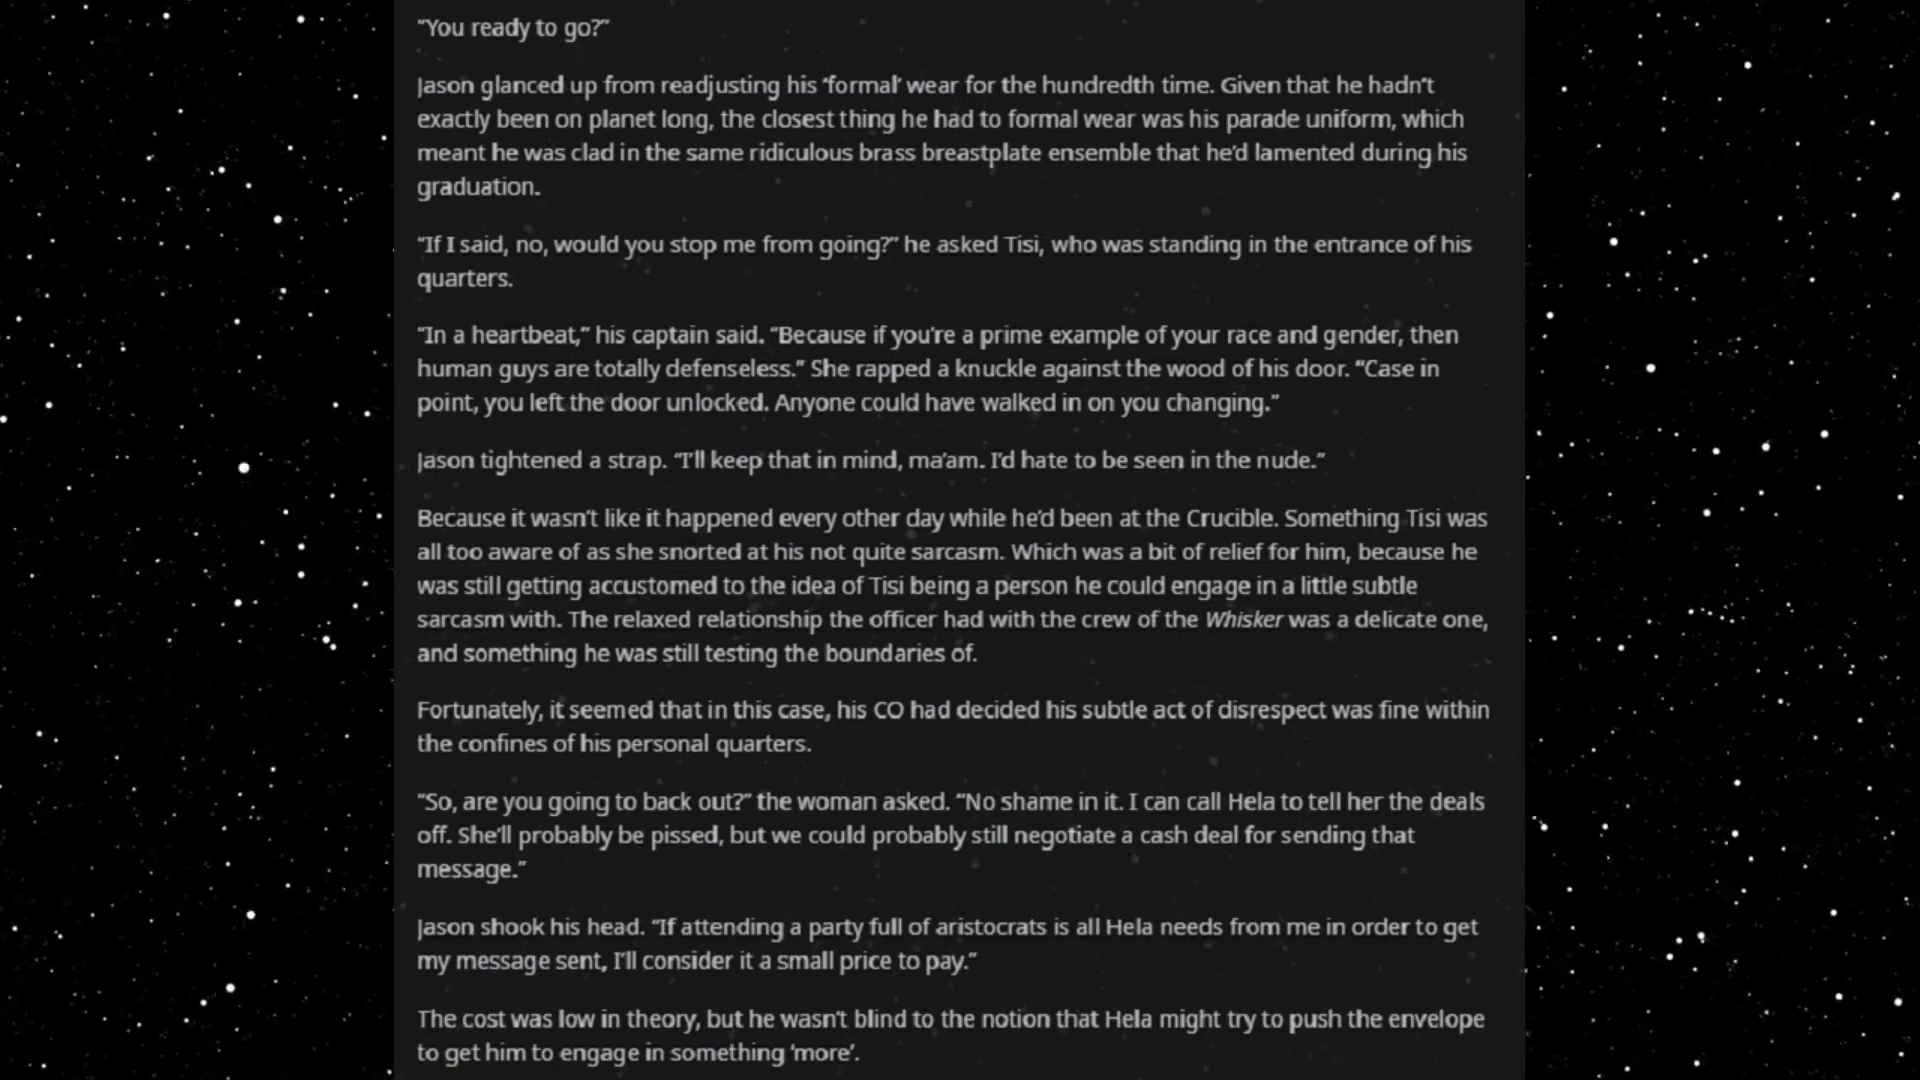 “You ready to go?”
Jason glanced up from readjusting his ‘formal’ wear for the hundredth time. Given that he hadn’t
exactly been on planet long, the closest thing he had to formal wear was his parade uniform, which
meant he was clad in the same ridiculous brass breastplate ensemble that he’d lamented during his
graduation.
“If I said, no, would you stop me from going?” he asked Tisi, who was standing in the entrance of his
quarters.
“In a heartbeat,” his captain said. “Because if you’re a prime example of your race and gender, then
human guys are totally defenseless.” She rapped a knuckle against the wood of his door. “Case in
point, you left the door unlocked. Anyone could have walked in on you changing.”
Jason tightened a strap. “I’ll keep that in mind, ma’am. I’d hate to be seen in the nude.”
Because it wasn’t like it happened every other day while he’d been at the Crucible. Something Tisi was
all too aware of as she snorted at his not quite sarcasm. Which was a bit of relief for him, because he
was still getting accustomed to the idea of Tisi being a person he could engage in a little subtle
sarcasm with. The relaxed relationship the officer had with the crew of the Whisker was a delicate one,
and something he was still testing the boundaries of.
Fortunately, it seemed that in this case, his CO had decided his subtle act of disrespect was fine within
the confines of his personal quarters.
“So, are you going to back out?” the woman asked. “No shame in it. I can call Hela to tell her the deals
off. She’ll probably be pissed, but we could probably still negotiate a cash deal for sending that
message.”
Jason shook his head. “If attending a party full of aristocrats is all Hela needs from me in order to get
my message sent, I’ll consider it a small price to pay.”
The cost was low in theory, but he wasn’t blind to the notion that Hela might try to push the envelope
to get him to engage in something ‘more’.